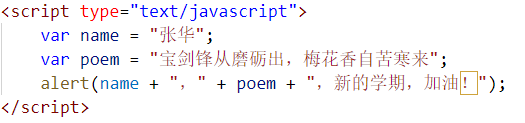 <script type="text/javascript">
    var name = "张华";
    var poem = "宝剑锋从磨砺出，梅花香自苦寒来";
    alert(name + "，" + poem + "，新的学期，加油！");
</script>